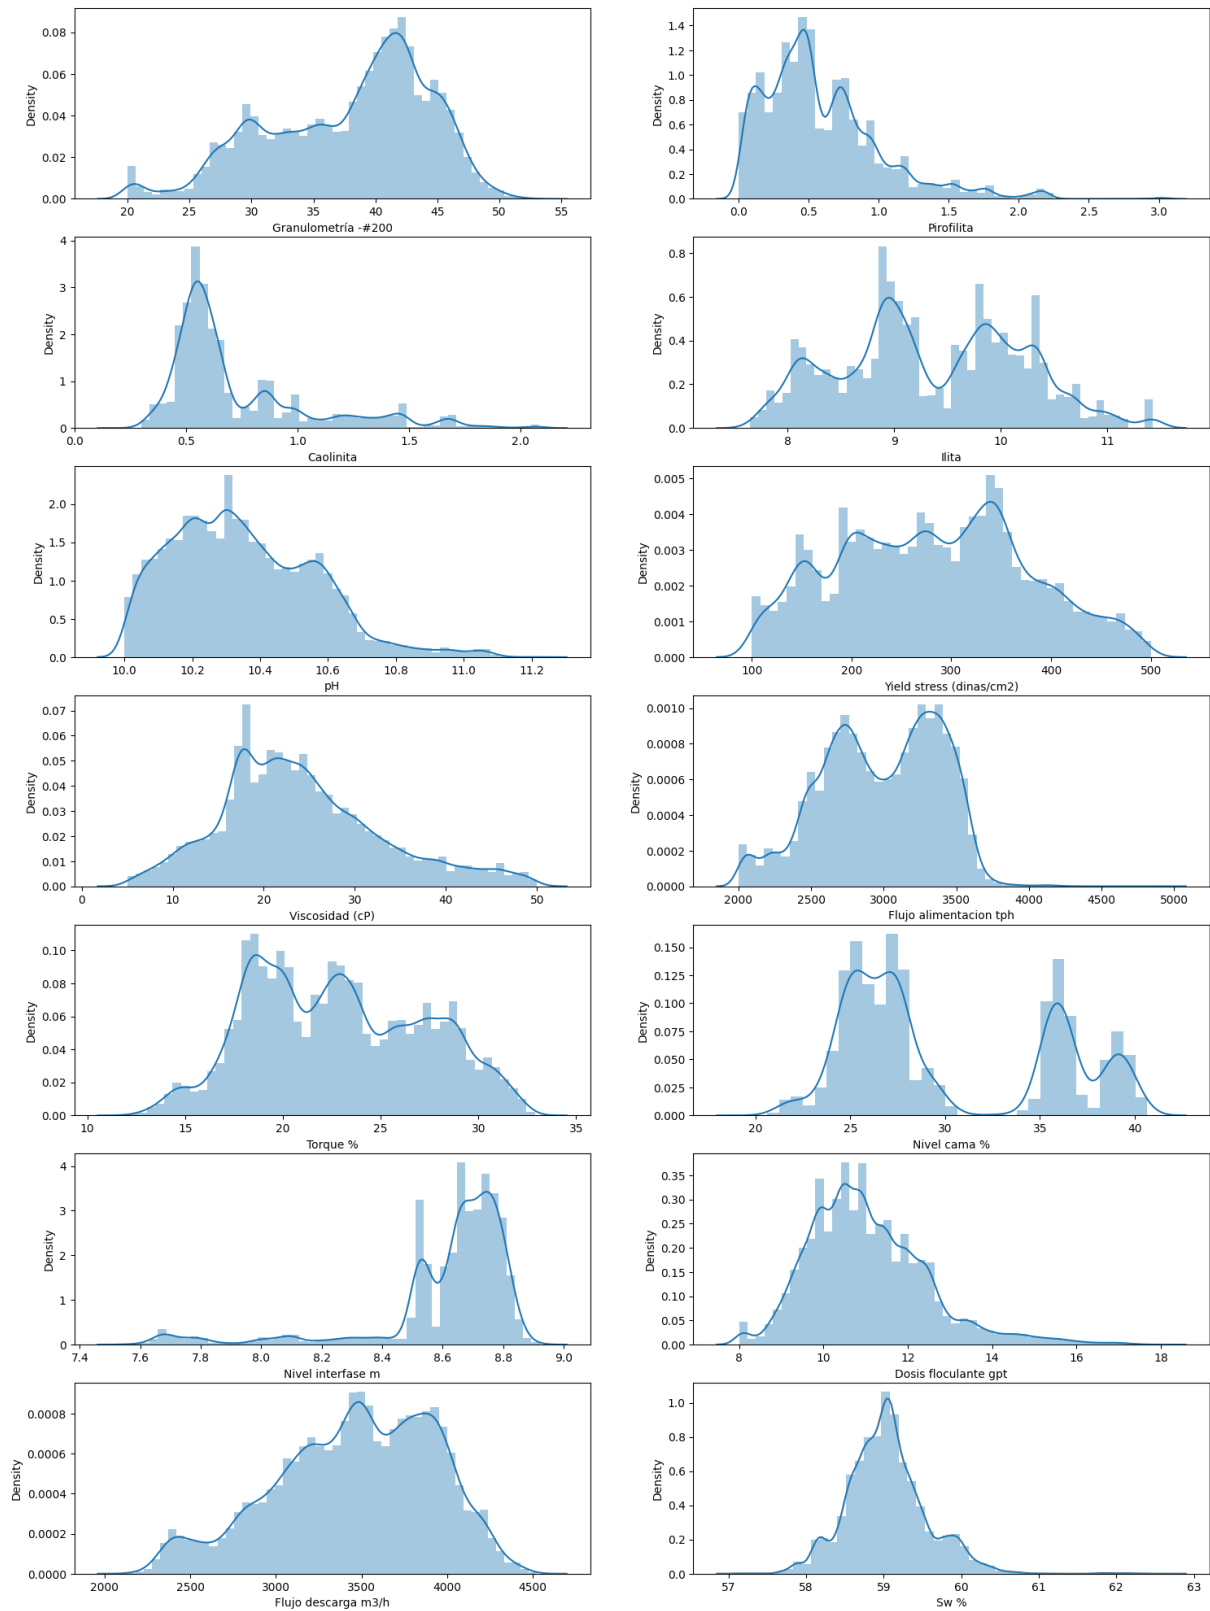 Density
0.08
0.06
0.04
0.02
0.00
20 25 30 35 40 45 50 55
Granulometría -#200
Density
1.4
1.2
1.0
0.8
0.6
0.4
0.2
0.0
0.0 0.5 1.0 1.5 2.0 2.5 3.0
Pirofilita
Density
4
3
2
1
0
0.0 0.5 1.0 1.5 2.0
Caolinita
Density
0.8
0.6
0.4
0.2
0.0
8 9 10 11
Ilita
Density
2.0
1.5
1.0
0.5
0.0
10.0 10.2 10.4 10.6 10.8 11.0 11.2
pH
Density
0.005
0.004
0.003
0.002
0.001
0.000
100 200 300 400 500
Yield stress (dinas/cm2)
Density
0.07
0.06
0.05
0.04
0.03
0.02
0.01
0.00
0 10 20 30 40 50
Viscosidad (cP)
Density
0.0010
0.0008
0.0006
0.0004
0.0002
0.0000
2000 2500 3000 3500 4000 4500 5000
Flujo alimentacion tph
Density
0.10
0.08
0.06
0.04
0.02
0.00
10 15 20 25 30 35
Torque %
Density
0.150
0.125
0.100
0.075
0.050
0.025
0.000
20 25 30 35 40
Nivel cama %
Density
4
3
2
1
0
7.4 7.6 7.8 8.0 8.2 8.4 8.6 8.8 9.0
Nivel interfase m
Density
0.35
0.30
0.25
0.20
0.15
0.10
0.05
0.00
8 10 12 14 16 18
Dosis floculante gpt
Density
0.0008
0.0006
0.0004
0.0002
0.0000
2000 2500 3000 3500 4000 4500
Flujo descarga m3/h
Density
1.0
0.8
0.6
0.4
0.2
0.0
57 58 59 60 61 62 63
Sw %